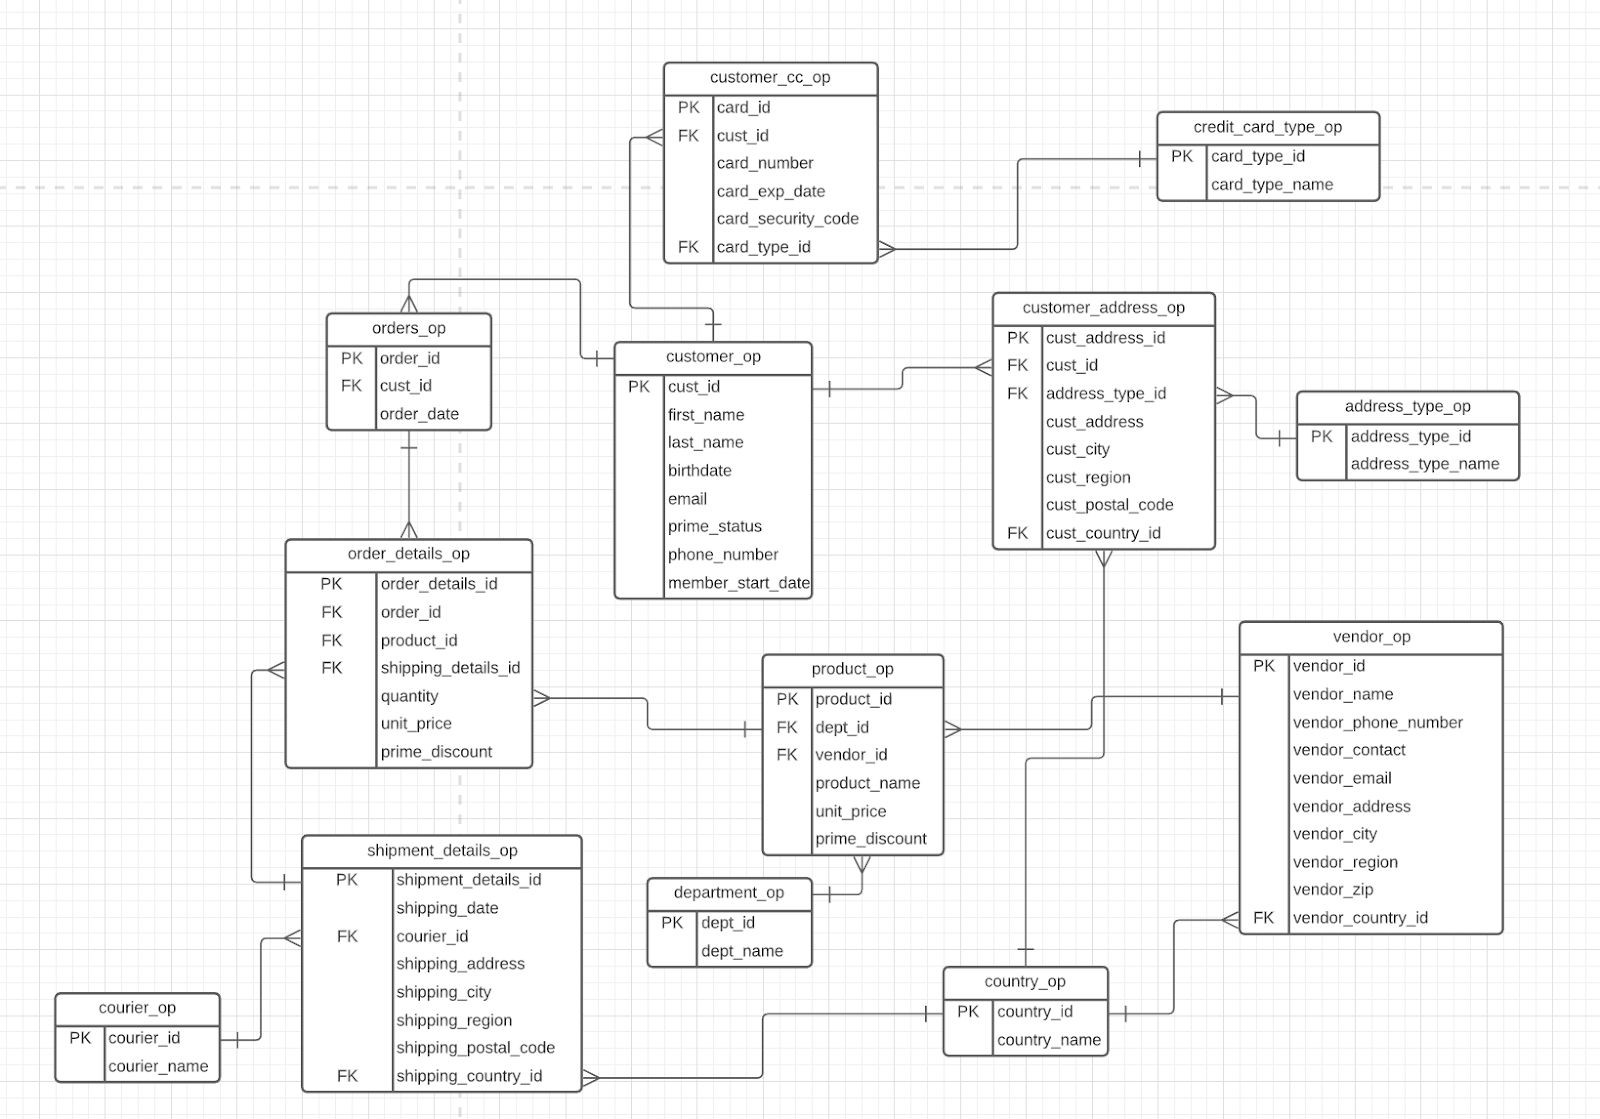 customer_cc_op
PK card_id
FK cust_id
card_number
card_exp_date
card_security_code
FK card_type_id
credit_card_type_op
PK card_type_id
card_type_name
orders_op
PK order_id
FK cust_id
order_date
customer_op
PK cust_id
first_name
last_name
birthdate
email
prime_status
phone_number
member_start_date
customer_address_op
PK cust_address_id
FK cust_id
FK address_type_id
cust_address
cust_city
cust_region
cust_postal_code
FK cust_country_id
address_type_op
PK address_type_id
address_type_name
order_details_op
PK order_details_id
FK order_id
FK product_id
FK shipping_details_id
quantity
unit_price
prime_discount
product_op
PK product_id
FK dept_id
FK vendor_id
product_name
unit_price
prime_discount
vendor_op
PK vendor_id
vendor_name
vendor_phone_number
vendor_contact
vendor_email
vendor_address
vendor_city
vendor_region
vendor_zip
FK vendor_country_id
shipment_details_op
PK shipment_details_id
shipping_date
FK courier_id
shipping_address
shipping_city
shipping_region
shipping_postal_code
FK shipping_country_id
department_op
PK dept_id
dept_name
courier_op
PK courier_id
courier_name
country_op
PK country_id
country_name